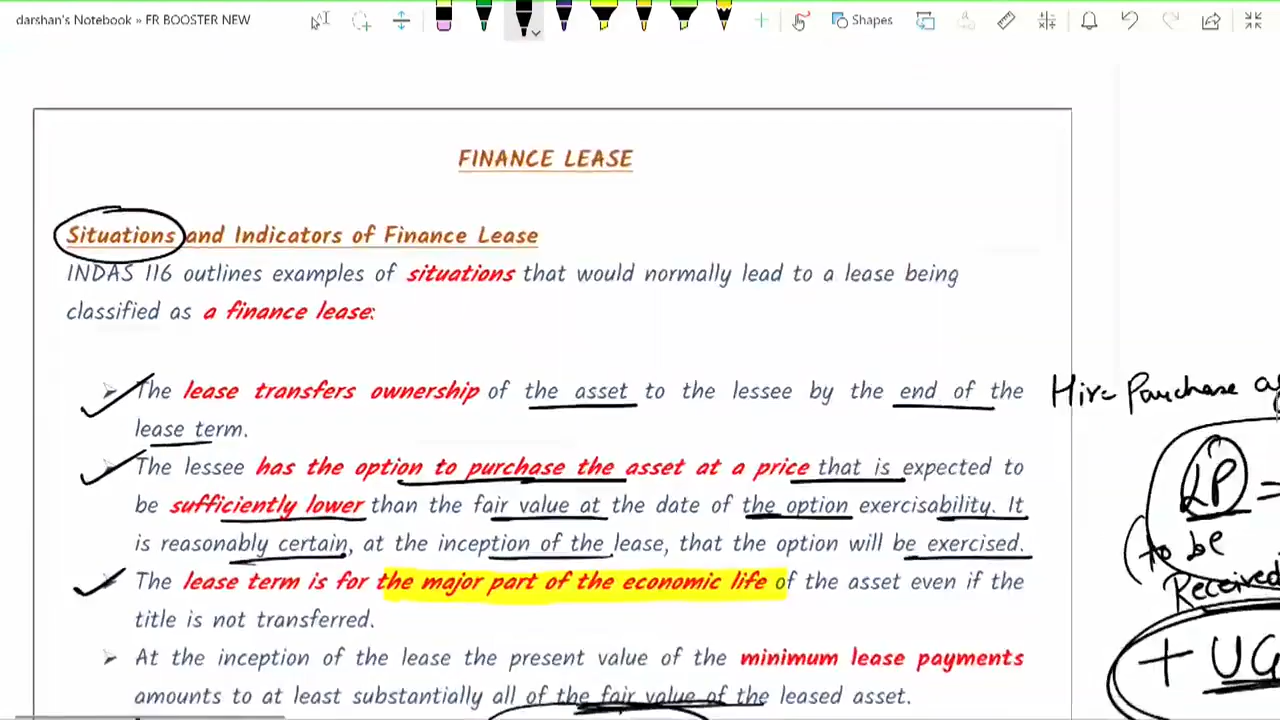 darshan's Notebook » FR BOOSTER NEW
Shapes
FINANCE LEASE
Situations and Indicators of Finance Lease
INDAS 116 outlines examples of situations that would normally lead to a lease being
classified as a finance lease:
➢ The lease transfers ownership of the asset to the lessee by the end of the
lease term.
The lessee has the option to purchase the asset at a price that is expected to
be sufficiently lower than the fair value at the date of the option exercisability. It
is reasonably certain, at the inception of the lease, that the option will be exercised.
The lease term is for the major part of the economic life of the asset even if the
title is not transferred.
➢ At the inception of the lease the present value of the minimum lease payments
amounts to at least substantially all of the fair value of the leased asset.
Hire Purchase
LP =
to be
Received
+ UG